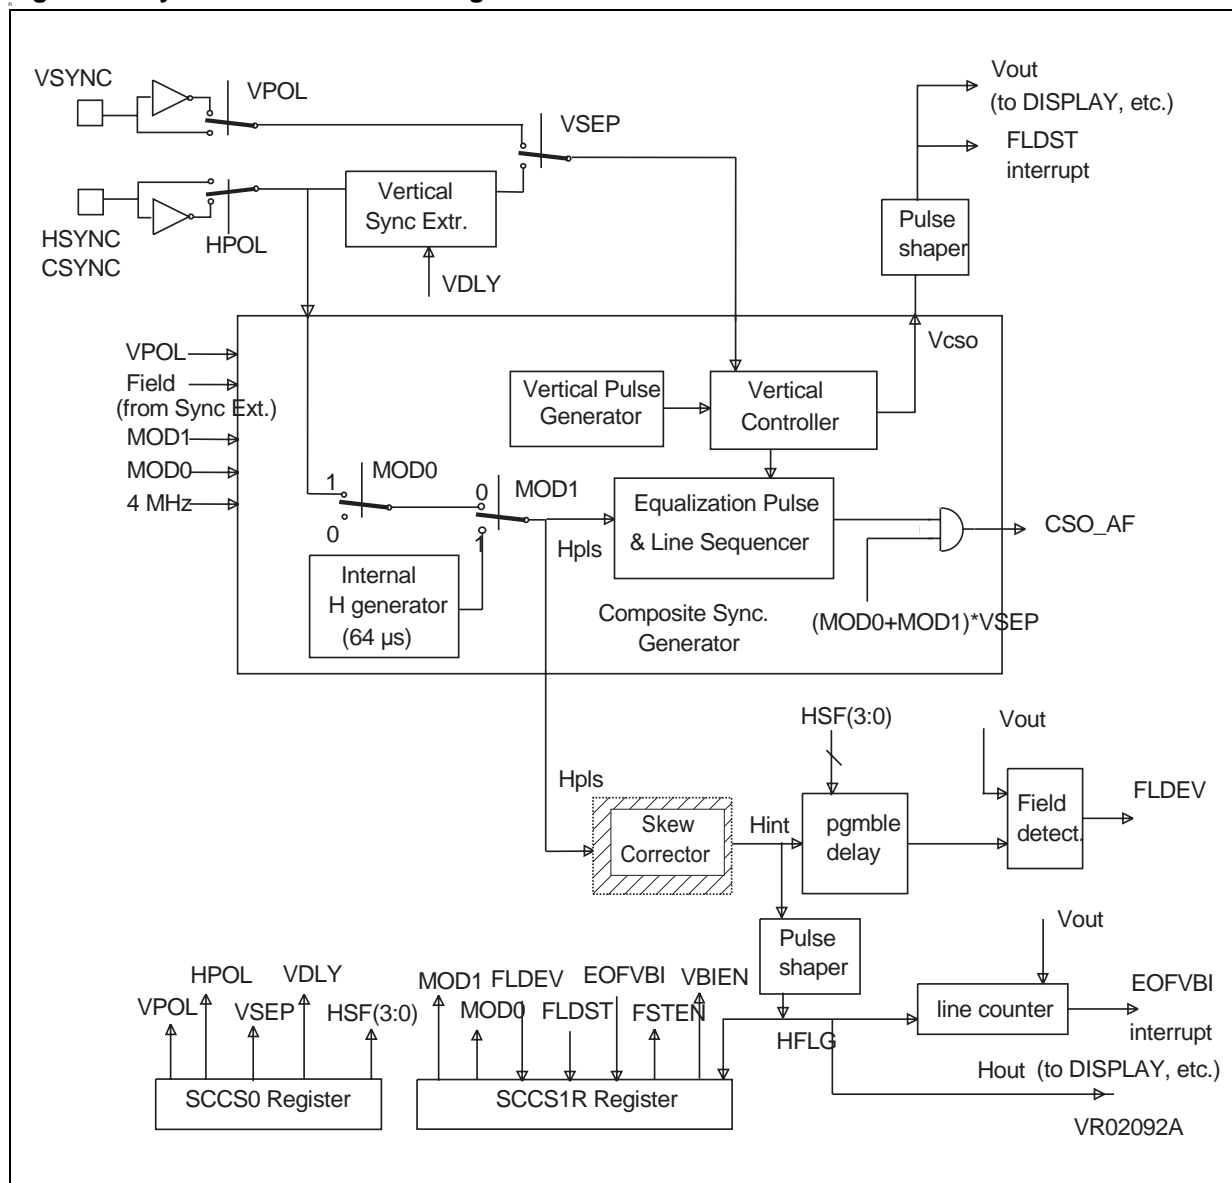 VSYNC
VPOL
VSEP
Vout
(to DISPLAY, etc.)
FLDST
interrupt
HSYNC
CSYNC
HPOL
Vertical
Sync Extr.
VDLY
Pulse
shaper
Vcso
VPOL
Field
(from Sync Ext.)
MOD1
MOD0
4 MHz
Vertical Pulse
Generator
Vertical
Controller
1
MOD0
0
0
MOD1
1
Hpls
Equalization Pulse
& Line Sequencer
CSO_AF
Internal
H generator
(64 µs)
Composite Sync.
Generator
(MOD0+MOD1)*VSEP
HSF(3:0)
Vout
Hpls
Skew
Corrector
Hint
pgmble
delay
Field
detect.
FLDEV
Pulse
shaper
Vout
line counter
EOFVBI
interrupt
HFLG
Hout (to DISPLAY, etc.)
VPOL
HPOL
VSEP
VDLY
HSF(3:0)
SCCS0 Register
MOD1
MOD0
FLDEV
FLDST
EOFVBI
FSTEN
VBIEN
SCCS1R Register
VR02092A